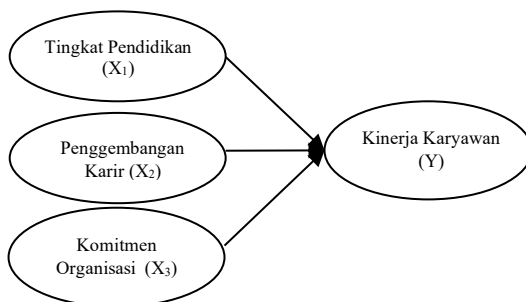 Tingkat Pendidikan
(X₁)
Penggembangan
Karir (X₂)
Komitmen
Organisasi (X₃)
Kinerja Karyawan
(Y)